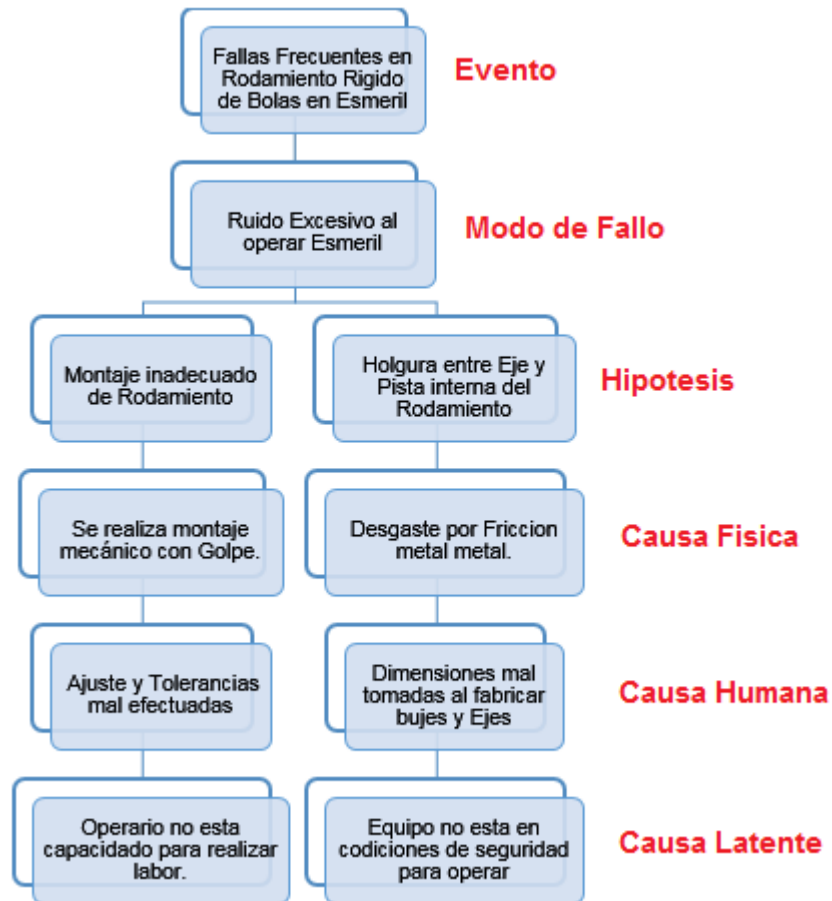 Fallas Frecuentes en
Rodamiento Rigido
de Bolas en Esmeril
Evento
Ruido Excesivo al
operar Esmeril
Modo de Fallo
Montaje inadecuado
de Rodamiento
Holgura entre Eje y
Pista interna del
Rodamiento
Hipotesis
Se realiza montaje
mecánico con Golpe.
Desgaste por Friccion
metal metal.
Causa Fisica
Ajuste y Tolerancias
mal efectuadas
Dimensiones mal
tomadas al fabricar
bujes y Ejes
Causa Humana
Operario no esta
capacidado para realizar
labor.
Equipo no esta en
codiciones de seguridad
para operar
Causa Latente